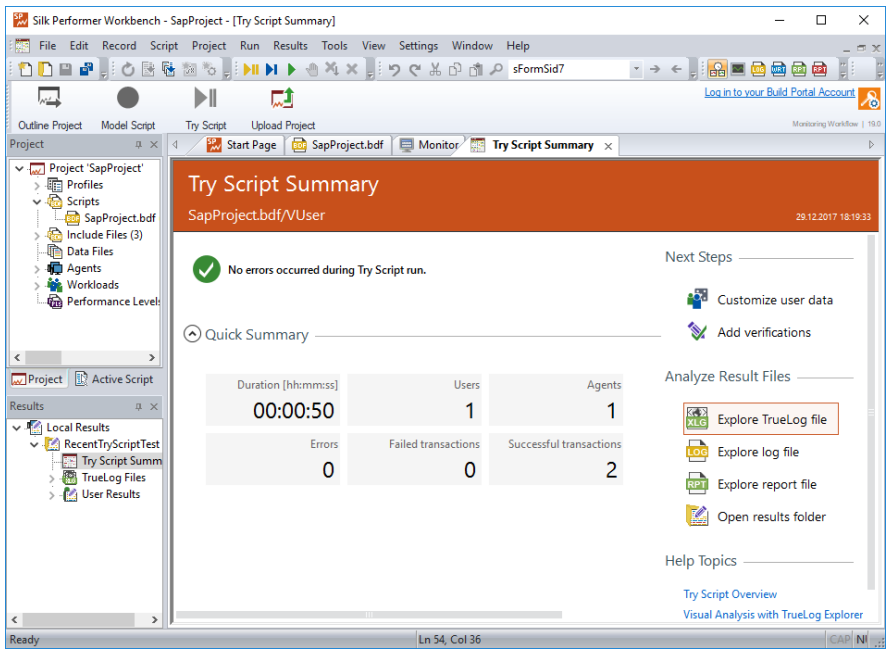 Silk Performer Workbench - SapProject - [Try Script Summary]
File Edit Record Script Project Run Results Tools View Settings Window Help
sFormSid7
Log in to your Build Portal Account
Outline Project Model Script Try Script Upload Project
Monitoring Workflow | 19.0
Project
Start Page SapProject.bdf Monitor Try Script Summary
Project 'SapProject'
Profiles
Scripts
SapProject.bdf
Include Files (3)
Data Files
Agents
Workloads
Performance Levels
Project Active Script
Results
Local Results
RecentTryScriptTest
Try Script Summ
TrueLog Files
User Results
Try Script Summary
SapProject.bdf/VUser
29.12.2017 18:19:33
No errors occurred during Try Script run.
Quick Summary
Duration [hh:mm:ss] Users Agents
00:00:50 1 1
Errors Failed transactions Successful transactions
0 0 2
Next Steps
Customize user data
Add verifications
Analyze Result Files
XLG Explore TrueLog file
LOG Explore log file
RPT Explore report file
Open results folder
Help Topics
Try Script Overview
Visual Analysis with TrueLog Explorer
Ready Ln 54, Col 36 CAP